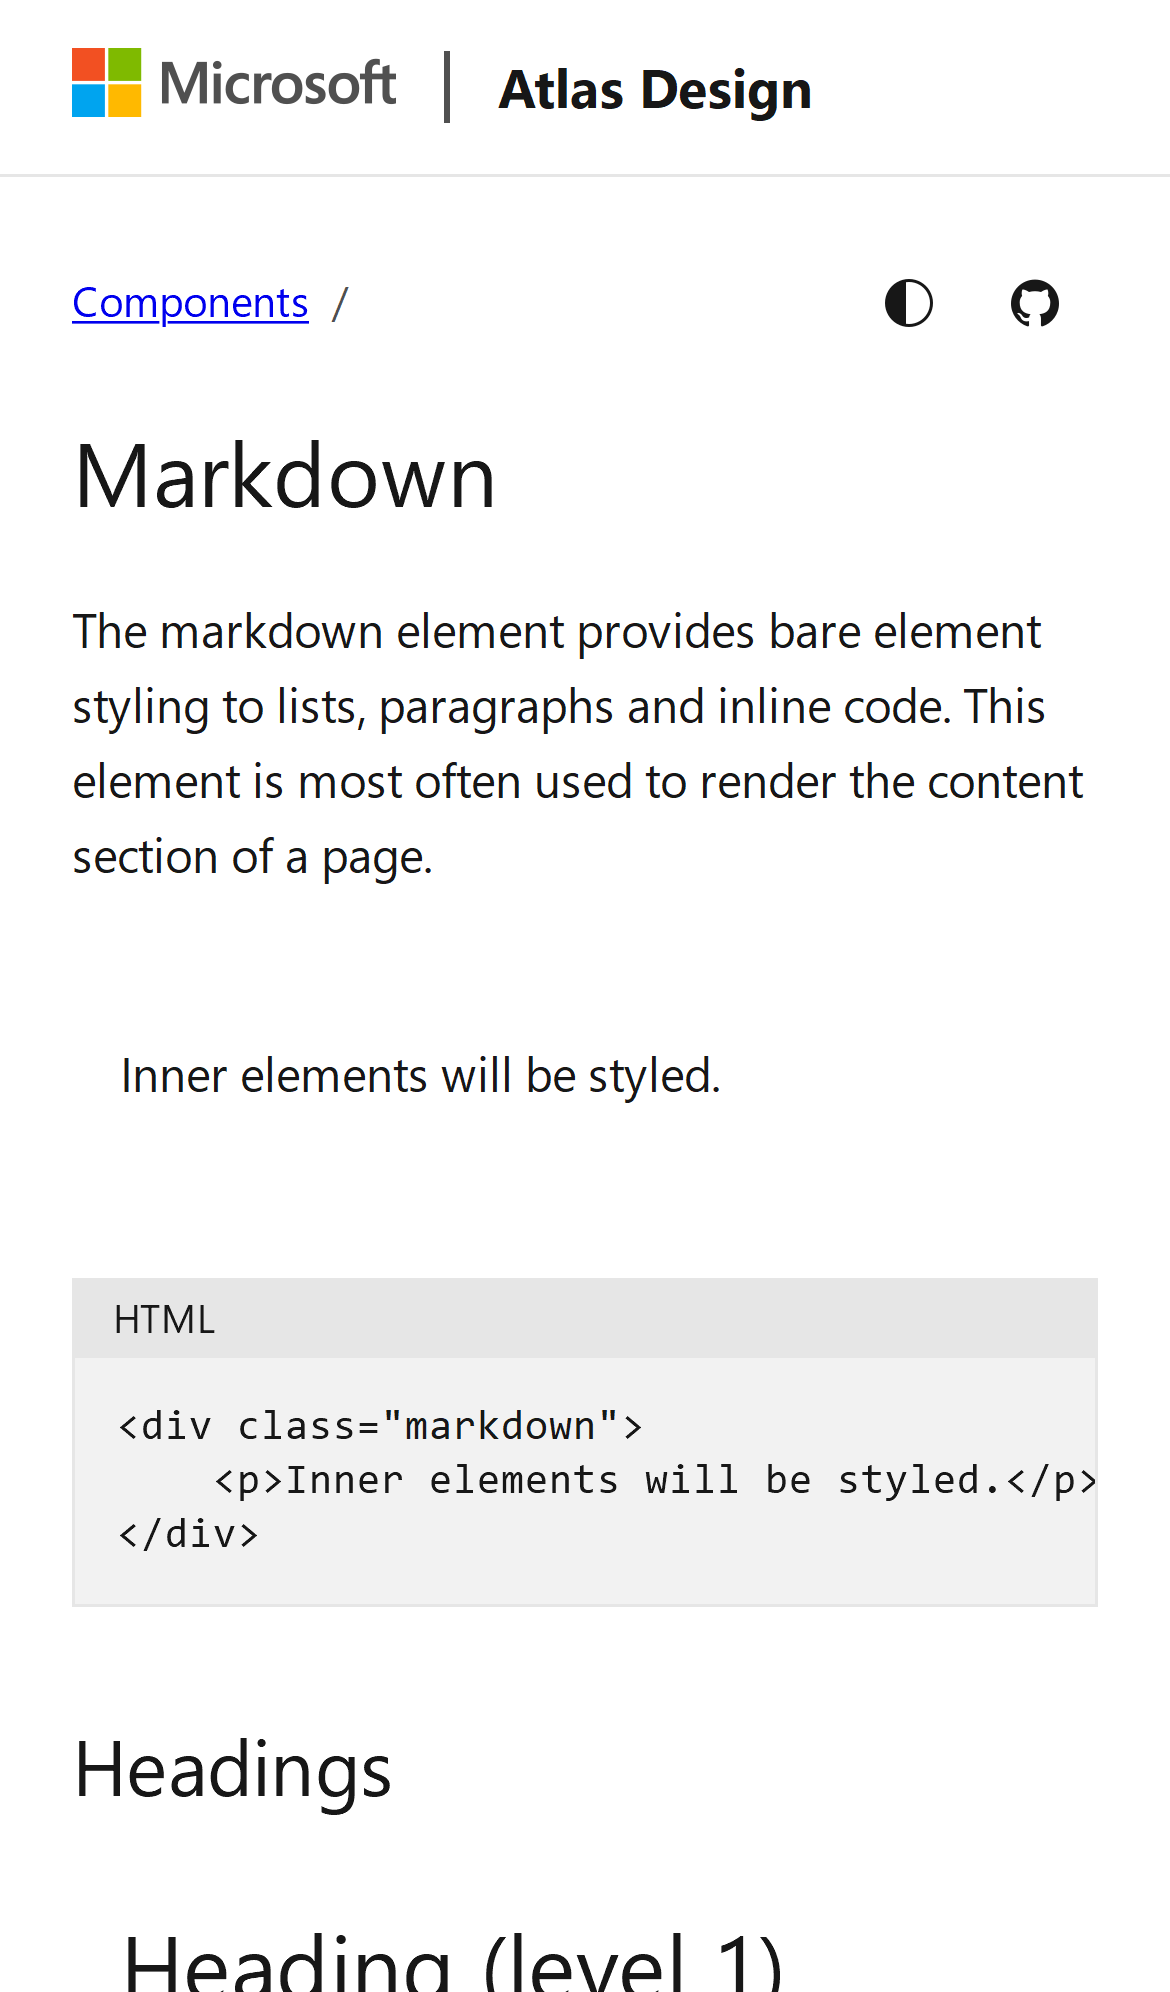 Microsoft | Atlas Design
Components /
Markdown
The markdown element provides bare element
styling to lists, paragraphs and inline code. This
element is most often used to render the content
section of a page.
Inner elements will be styled.
HTML
<div class="markdown">
    <p>Inner elements will be styled.</p>
</div>
Headings
Heading (level 1)